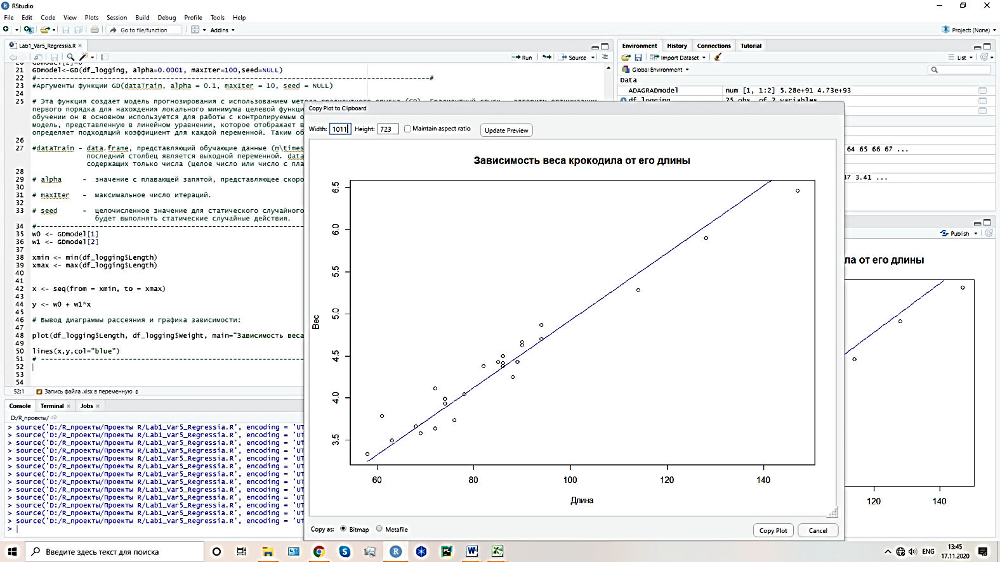 RStudio
File Edit Code View Plots Session Build Debug Profile Tools Help
Go to file/function Addins Project: (None)
Lab1_Var5_Regressia.R
Run Source
20 GDmodel[2]=0
21 GDmodel<-GD(df_logging, alpha=0.0001, maxIter=100,seed=NULL)
22 #----------------------------------------------------------------------------------------------#
23 #Аргументы функции GD(dataTrain, alpha = 0.1, maxIter = 10, seed = NULL)
24
25 # Эта функция создает модель прогнозирования с использованием метода градиентного спуска (GD). Градиентный спуск - алгоритм оптимизации
первого порядка для нахождения локального минимума целевой функц
обучении он в основном используется для работы с контролируемым о
модель, представленную в линейном уравнении, которое отображает в
определяет подходящий коэффициент для каждой переменной. Таким об
26
27 #dataTrain - data.frame, представляющий обучающие данные (m\times
последний столбец является выходной переменной. data
содержащих только числа (целое число или число с пла
28
29 # alpha - значение с плавающей запятой, представляющее скоро
30
31 # maxIter - максимальное число итераций.
32
33 # seed - целочисленное значение для статического случайного
будет выполнять статические случайные действия.
34 #----------------------------------------------------------------
35 w0 <- GDmodel[1]
36 w1 <- GDmodel[2]
37
38 xmin <- min(df_logging$Length)
39 xmax <- max(df_logging$Length)
40
41
42 x <- seq(from = xmin, to = xmax)
43
44 y <- w0 + w1*x
45
46 # Вывод диаграммы рассеяния и графика зависимости:
47
48 plot(df_logging$Length, df_logging$Weight, main="Зависимость веса
49
50 lines(x,y,col="blue")
51 # ---------------------------------------------------------------
52
53
54
52:1 Запись файла .xlsx в переменную
Console Terminal Jobs
D:/R_проекты/
> source('D:/R_проекты/Проекты R/Lab1_Var5_Regressia.R', encoding = 'UT
> source('D:/R_проекты/Проекты R/Lab1_Var5_Regressia.R', encoding = 'UT
> source('D:/R_проекты/Проекты R/Lab1_Var5_Regressia.R', encoding = 'UT
> source('D:/R_проекты/Проекты R/Lab1_Var5_Regressia.R', encoding = 'UT
> source('D:/R_проекты/Проекты R/Lab1_Var5_Regressia.R', encoding = 'UT
> source('D:/R_проекты/Проекты R/Lab1_Var5_Regressia.R', encoding = 'UT
> source('D:/R_проекты/Проекты R/Lab1_Var5_Regressia.R', encoding = 'UT
> source('D:/R_проекты/Проекты R/Lab1_Var5_Regressia.R', encoding = 'UT
> source('D:/R_проекты/Проекты R/Lab1_Var5_Regressia.R', encoding = 'UT
> source('D:/R_проекты/Проекты R/Lab1_Var5_Regressia.R', encoding = 'UT
> source('D:/R_проекты/Проекты R/Lab1_Var5_Regressia.R', encoding = 'UT
> source('D:/R_проекты/Проекты R/Lab1_Var5_Regressia.R', encoding = 'UT
> source('D:/R_проекты/Проекты R/Lab1_Var5_Regressia.R', encoding = 'UT
>
Copy Plot to Clipboard
Width: 1011 Height: 723 Maintain aspect ratio Update Preview
Зависимость веса крокодила от его длины
6.5
6.0
5.5
5.0
4.5
4.0
3.5
Вес
60 80 100 120 140
Длина
Copy as: Bitmap Metafile Copy Plot Cancel
Environment History Connections Tutorial
Import Dataset List
Global Environment
Data
ADAGRADmodel num [1, 1:2] 5.28e+91 4.73e+93
df_logging 25 obs. of 2 variables
64 65 66 67 ...
37 3.41 ...
Publish
ла от его длины
120 140
Введите здесь текст для поиска
ENG
13:45
17.11.2020